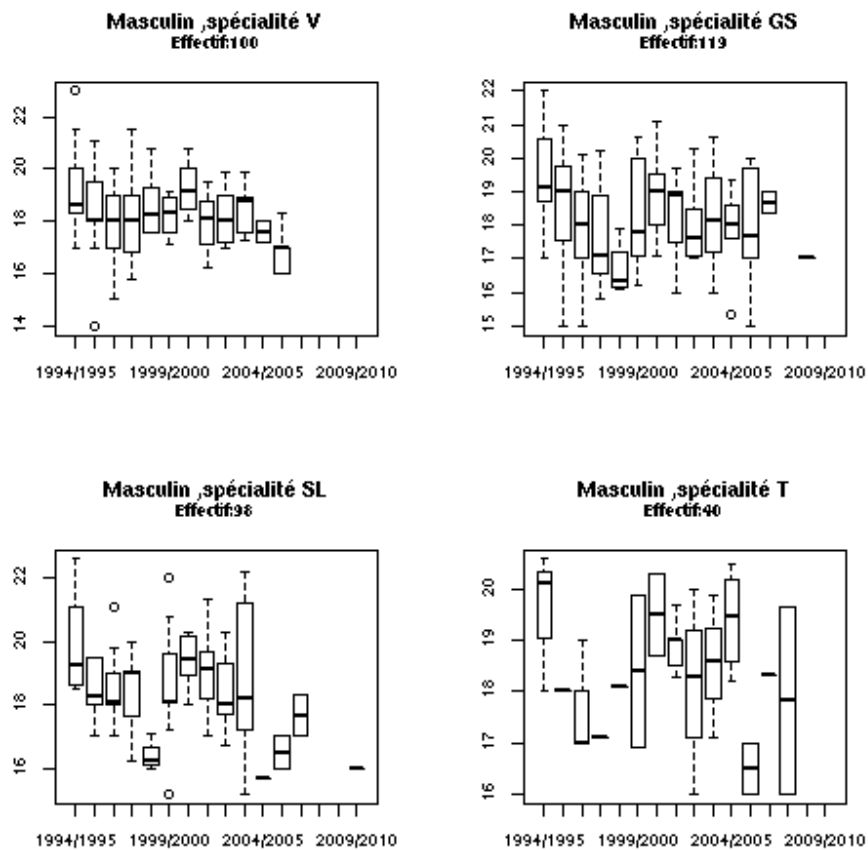 Masculin ,spécialité V
Effectif:100
22
20
18
16
14
1994/1995 1999/2000 2004/2005 2009/2010
Masculin ,spécialité GS
Effectif:119
22
21
20
19
18
17
16
15
1994/1995 1999/2000 2004/2005 2009/2010
Masculin ,spécialité SL
Effectif:98
22
20
18
16
1994/1995 1999/2000 2004/2005 2009/2010
Masculin ,spécialité T
Effectif:40
20
19
18
17
16
1994/1995 1999/2000 2004/2005 2009/2010